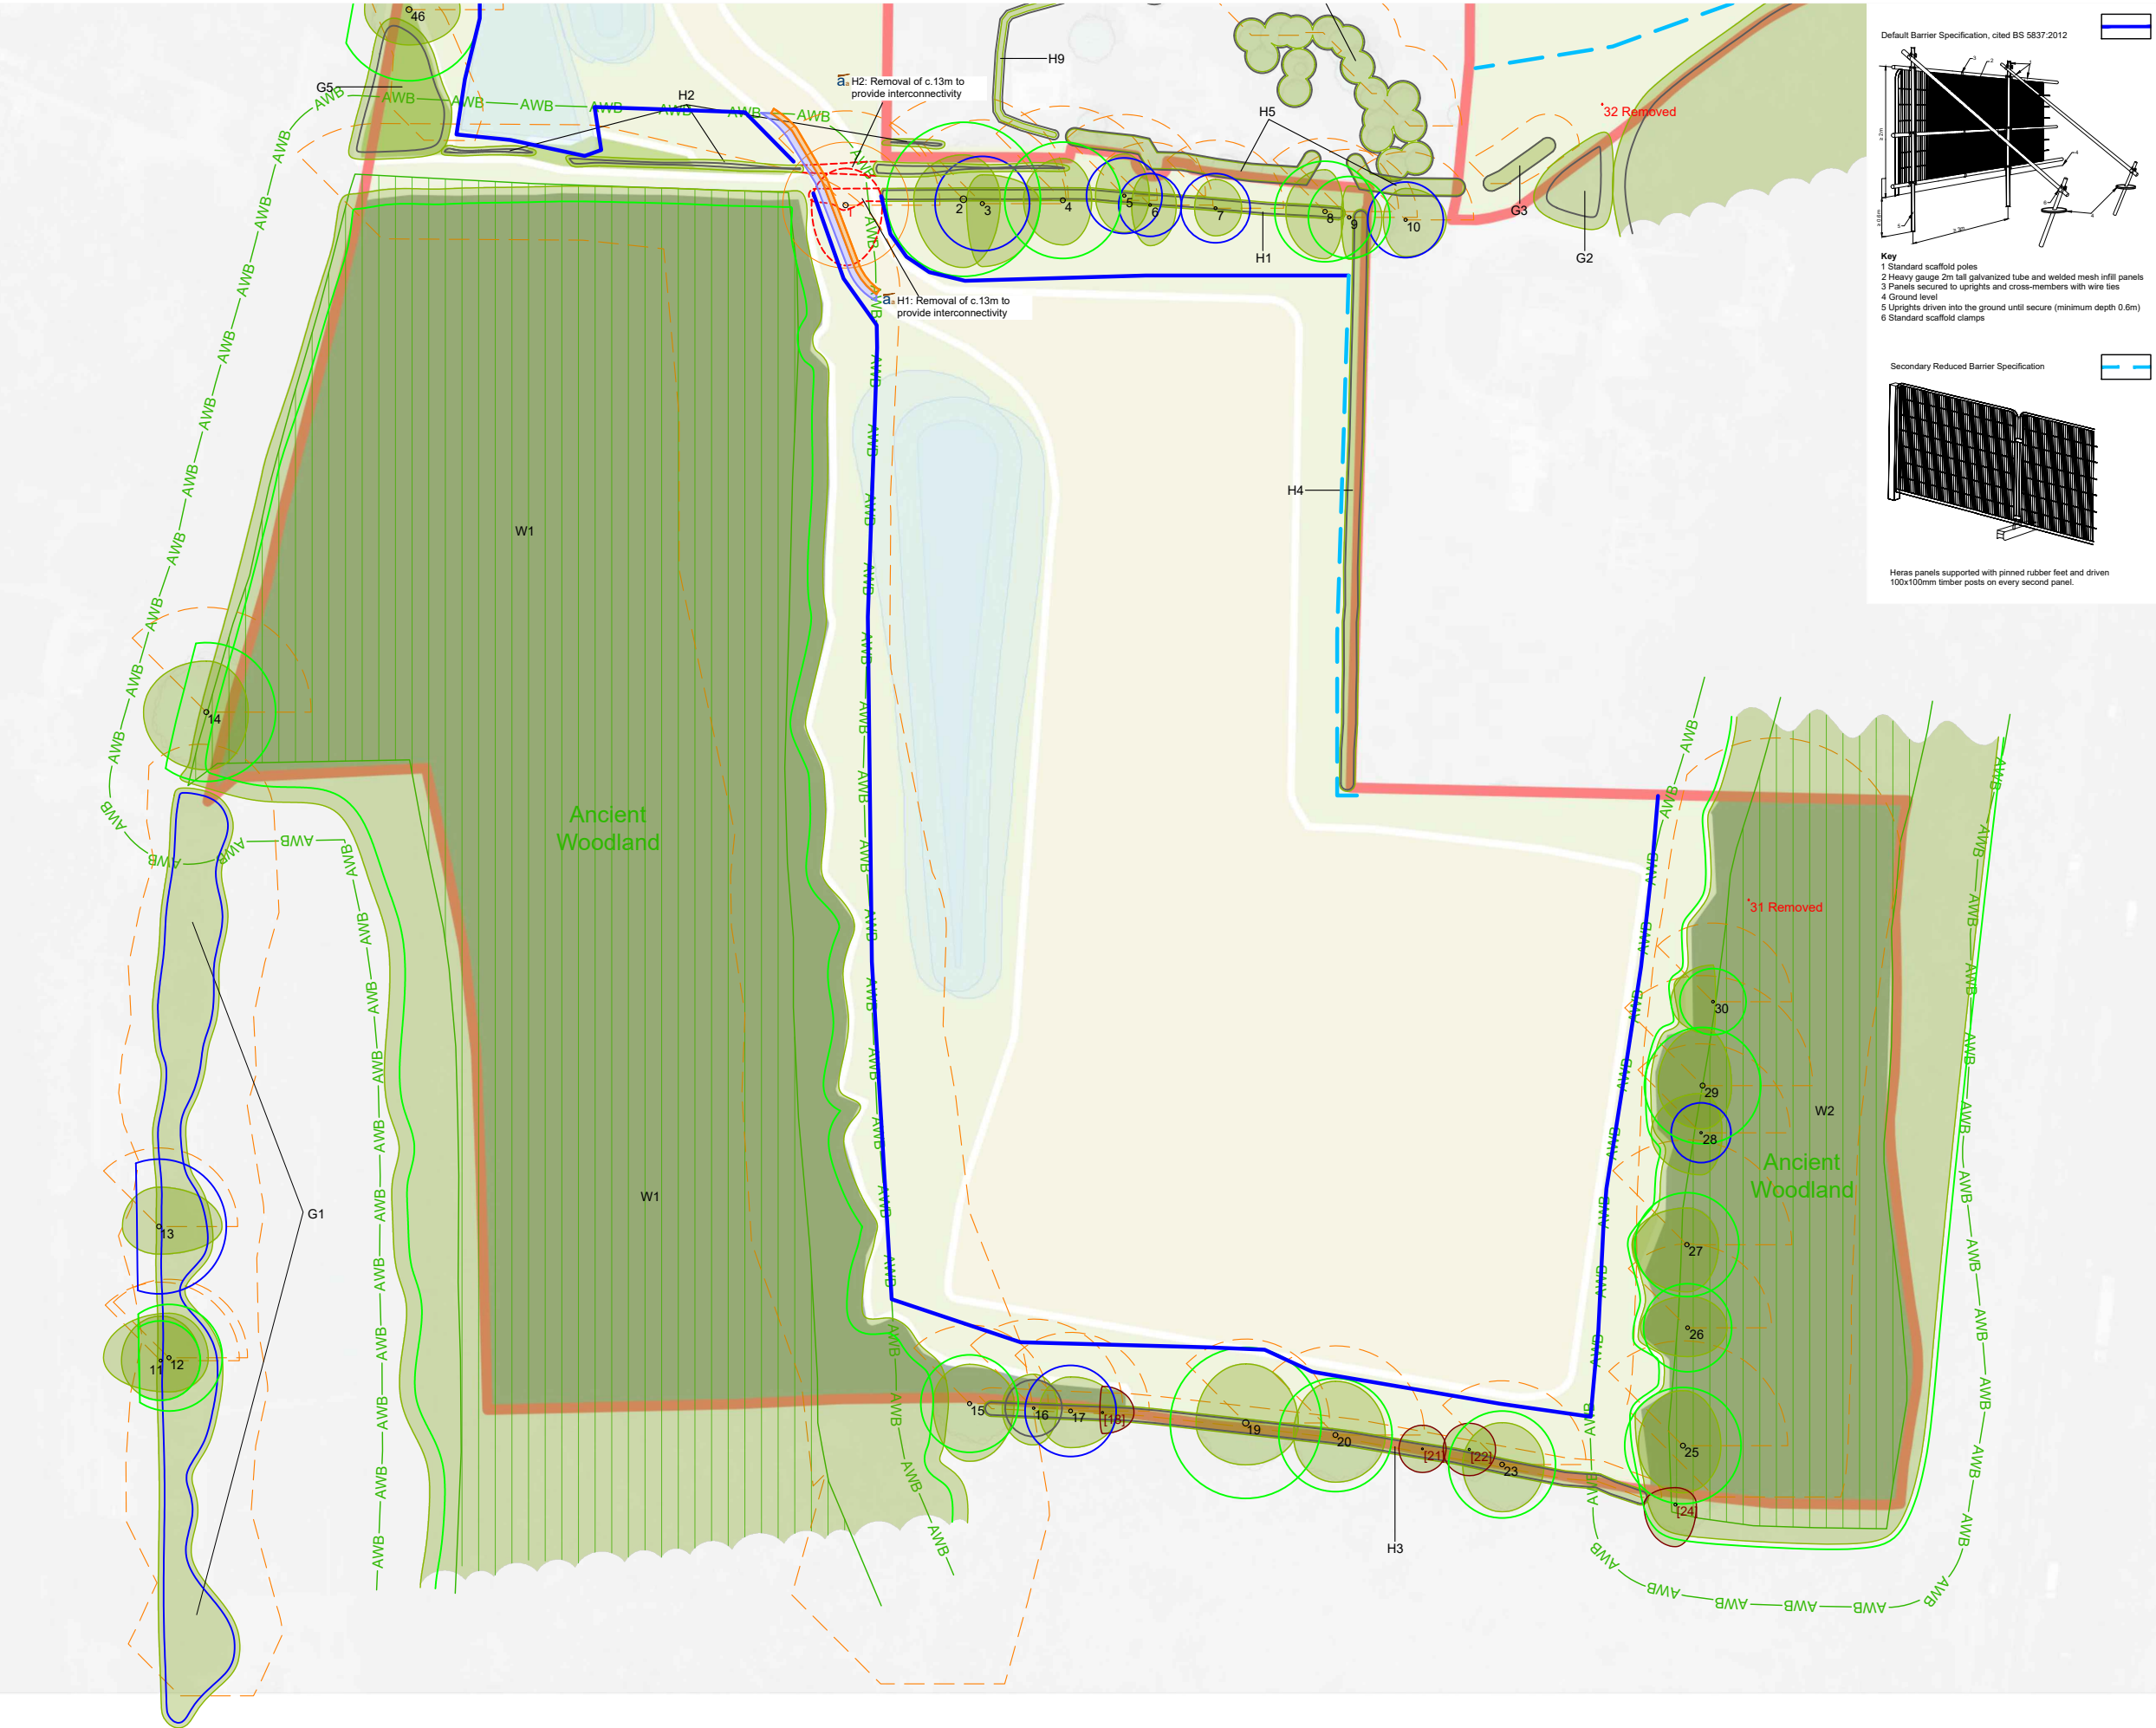 46
G5
H2
a. H2: Removal of c.13m to
provide interconnectivity
H9
H5
32 Removed
G3
G2
1
2
3
4
5
6
7
8
9
10
H1
a. H1: Removal of c.13m to
provide interconnectivity
AWB AWB AWB AWB AWB AWB AWB
W1
H4
14
Ancient
Woodland
31 Removed
30
29
28
W2
Ancient
Woodland
W1
G1
13
27
26
11
12
15
16
17
[18]
19
20
[21]
[22]
23
25
[24]
H3
Default Barrier Specification, cited BS 5837:2012
Key
1 Standard scaffold poles
2 Heavy gauge 2m tall galvanized tube and welded mesh infill panels
3 Panels secured to uprights and cross-members with wire ties
4 Ground level
5 Uprights driven into the ground until secure (minimum depth 0.6m)
6 Standard scaffold clamps
Secondary Reduced Barrier Specification
Heras panels supported with pinned rubber feet and driven
100x100mm timber posts on every second panel.